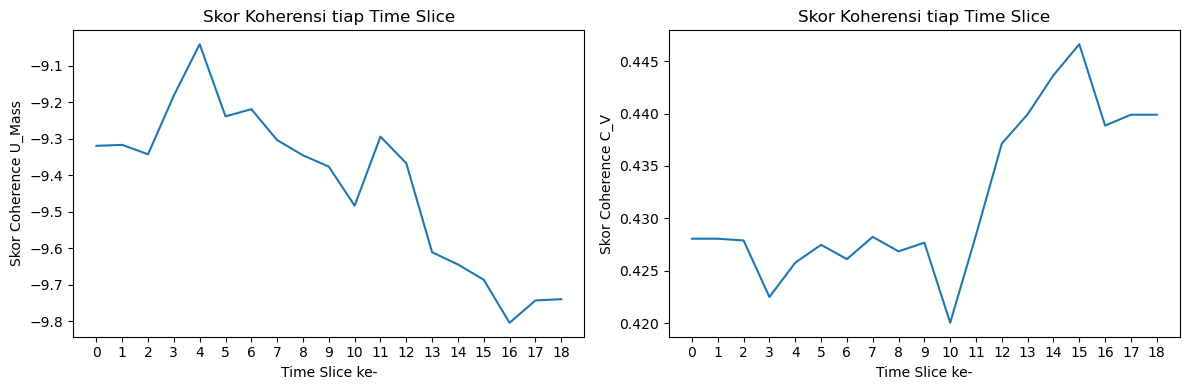 Skor Koherensi tiap Time Slice
Skor Coherence U_Mass
−9.1
−9.2
−9.3
−9.4
−9.5
−9.6
−9.7
−9.8
0 1 2 3 4 5 6 7 8 9 10 11 12 13 14 15 16 17 18
Time Slice ke-
Skor Koherensi tiap Time Slice
Skor Coherence C_V
0.445
0.440
0.435
0.430
0.425
0.420
0 1 2 3 4 5 6 7 8 9 10 11 12 13 14 15 16 17 18
Time Slice ke-